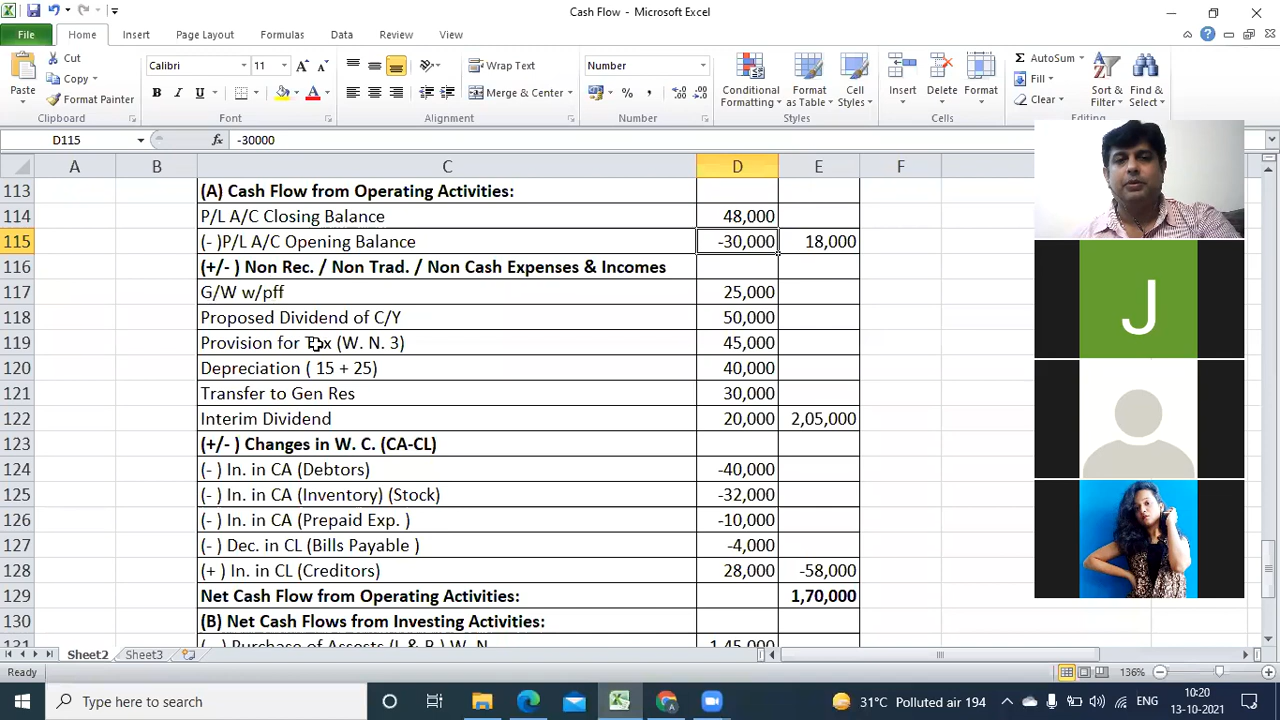 Cash Flow - Microsoft Excel
File Home Insert Page Layout Formulas Data Review View
Paste Cut Copy Format Painter
Calibri 11
B I U
Wrap Text
Merge & Center
Number
Conditional Formatting Format as Table Cell Styles
Insert Delete Format
AutoSum Fill Clear
Sort & Filter Find & Select
Clipboard Font Alignment Number Styles Cells Editing
D115 fx -30000
A B C D E F
113 (A) Cash Flow from Operating Activities:
114 P/L A/C Closing Balance 48,000
115 (- )P/L A/C Opening Balance -30,000 18,000
116 (+/- ) Non Rec. / Non Trad. / Non Cash Expenses & Incomes
117 G/W w/pff 25,000
118 Proposed Dividend of C/Y 50,000
119 Provision for Tax (W. N. 3) 45,000
120 Depreciation ( 15 + 25) 40,000
121 Transfer to Gen Res 30,000
122 Interim Dividend 20,000 2,05,000
123 (+/- ) Changes in W. C. (CA-CL)
124 (- ) In. in CA (Debtors) -40,000
125 (- ) In. in CA (Inventory) (Stock) -32,000
126 (- ) In. in CA (Prepaid Exp. ) -10,000
127 (- ) Dec. in CL (Bills Payable ) -4,000
128 (+ ) In. in CL (Creditors) 28,000 -58,000
129 Net Cash Flow from Operating Activities: 1,70,000
130 (B) Net Cash Flows from Investing Activities:
131 (- ) Purchase of Assests (L & B ) W. N. 1,45,000
J
Sheet2 Sheet3
Ready 136%
Type here to search
31°C Polluted air 194 ENG 10:20
13-10-2021